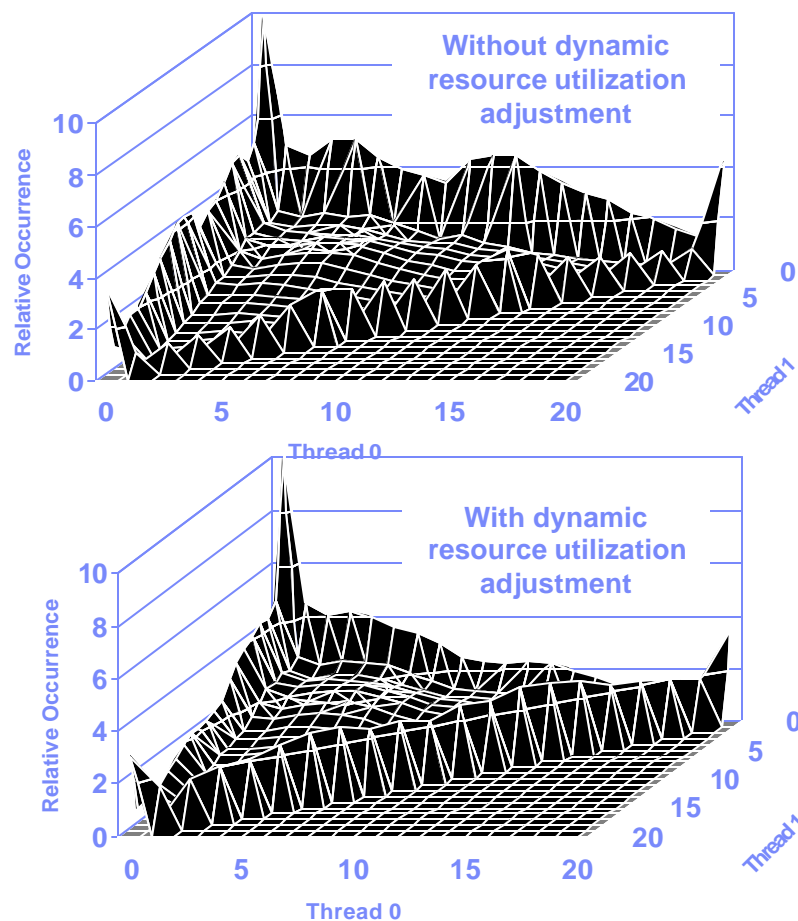 Without dynamic
resource utilization
adjustment
Relative Occurrence
10
8
6
4
2
0
0
5
10
15
20
Thread 0
20
15
10
5
0
Thread 1
With dynamic
resource utilization
adjustment
Relative Occurrence
10
8
6
4
2
0
0
5
10
15
20
Thread 0
20
15
10
5
0
Thread 1